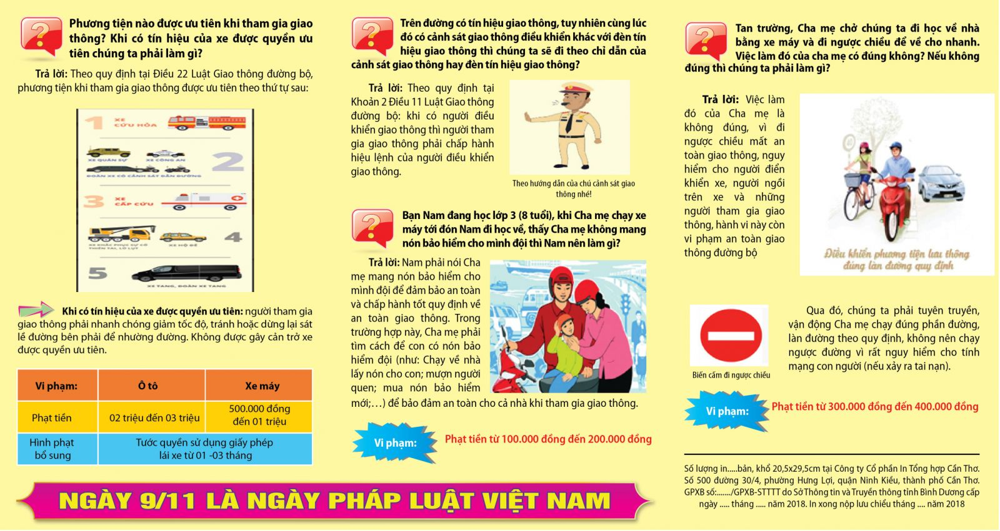 Phương tiện nào được ưu tiên khi tham gia giao
thông? Khi có tín hiệu của xe được quyền ưu
tiên chúng ta phải làm gì?
Trả lời: Theo quy định tại Điều 22 Luật Giao thông đường bộ,
phương tiện khi tham gia giao thông được ưu tiên theo thứ tự sau:
1 XE
CỨU HỎA
XE QUÂN SỰ XE CÔNG AN 2
ĐOÀN XE CÓ CẢNH SÁT DẪN ĐƯỜNG
3 XE
CẤP CỨU
XE KHẮC PHỤC SỰ CỐ
THIÊN TAI, LŨ LỤT
XE HỘ ĐÊ 4
5
XE TANG, ĐOÀN XE TANG
Khi có tín hiệu của xe được quyền ưu tiên: người tham gia
giao thông phải nhanh chóng giảm tốc độ, tránh hoặc dừng lại sát
lề đường bên phải để nhường đường. Không được gây cản trở xe
được quyền ưu tiên.
Vi phạm: Ô tô Xe máy
Phạt tiền 02 triệu đến 03 triệu 500.000 đồng
đến 01 triệu
Hình phạt
bổ sung
Tước quyền sử dụng giấy phép
lái xe từ 01 -03 tháng
NGÀY 9/11 LÀ NGÀY PHÁP LUẬT VIỆT NAM
Trên đường có tín hiệu giao thông, tuy nhiên cùng lúc
đó có cảnh sát giao thông điều khiển khác với đèn tín
hiệu giao thông thì chúng ta sẽ đi theo chỉ dẫn của
cảnh sát giao thông hay đèn tín hiệu giao thông?
Trả lời: Theo quy định tại
Khoản 2 Điều 11 Luật Giao thông
đường bộ: khi có người điều
khiển giao thông thì người tham
gia giao thông phải chấp hành
hiệu lệnh của người điều khiển
giao thông.
Theo hướng dẫn của chú cảnh sát giao
thông nhé!
Bạn Nam đang học lớp 3 (8 tuổi), khi Cha mẹ chạy xe
máy tới đón Nam đi học về, thấy Cha mẹ không mang
nón bảo hiểm cho mình đội thì Nam nên làm gì?
Trả lời: Nam phải nói Cha
mẹ mang nón bảo hiểm cho
mình đội để đảm bảo an toàn
và chấp hành tốt quy định về
an toàn giao thông. Trong
trường hợp này, Cha mẹ phải
tìm cách để con có nón bảo
hiểm đội (như: Chạy về nhà
lấy nón cho con; mượn người
quen; mua nón bảo hiểm
mới;…) để bảo đảm an toàn cho cả nhà khi tham gia giao thông.
Vi phạm: Phạt tiền từ 100.000 đồng đến 200.000 đồng
Tan trường, Cha mẹ chở chúng ta đi học về nhà
bằng xe máy và đi ngược chiều để về cho nhanh.
Việc làm đó của cha mẹ có đúng không? Nếu không
đúng thì chúng ta phải làm gì?
Trả lời: Việc làm
đó của Cha mẹ là
không đúng, vì đi
ngược chiều mất an
toàn giao thông, nguy
hiểm cho người điển
khiển xe, người ngồi
trên xe và những
người tham gia giao
thông, hành vi này còn
vi phạm an toàn giao
thông đường bộ
Điều khiển phương tiện lưu thông
đúng làn đường quy định
Biển cấm đi ngược chiều
Qua đó, chúng ta phải tuyên truyền,
vận động Cha mẹ chạy đúng phần đường,
làn đường theo quy định, không nên chạy
ngược đường vì rất nguy hiểm cho tính
mạng con người (nếu xảy ra tai nạn).
Vi phạm: Phạt tiền từ 300.000 đồng đến 400.000 đồng
Số lượng in.....bản, khổ 20,5x29,5cm tại Công ty Cổ phần In Tổng hợp Cần Thơ.
Số 500 đường 30/4, phường Hưng Lợi, quận Ninh Kiều, thành phố Cần Thơ.
GPXB số:......./GPXB-STTTT do Sở Thông tin và Truyền thông tỉnh Bình Dương cấp
ngày ..... tháng ..... năm 2018. In xong nộp lưu chiểu tháng .... năm 2018